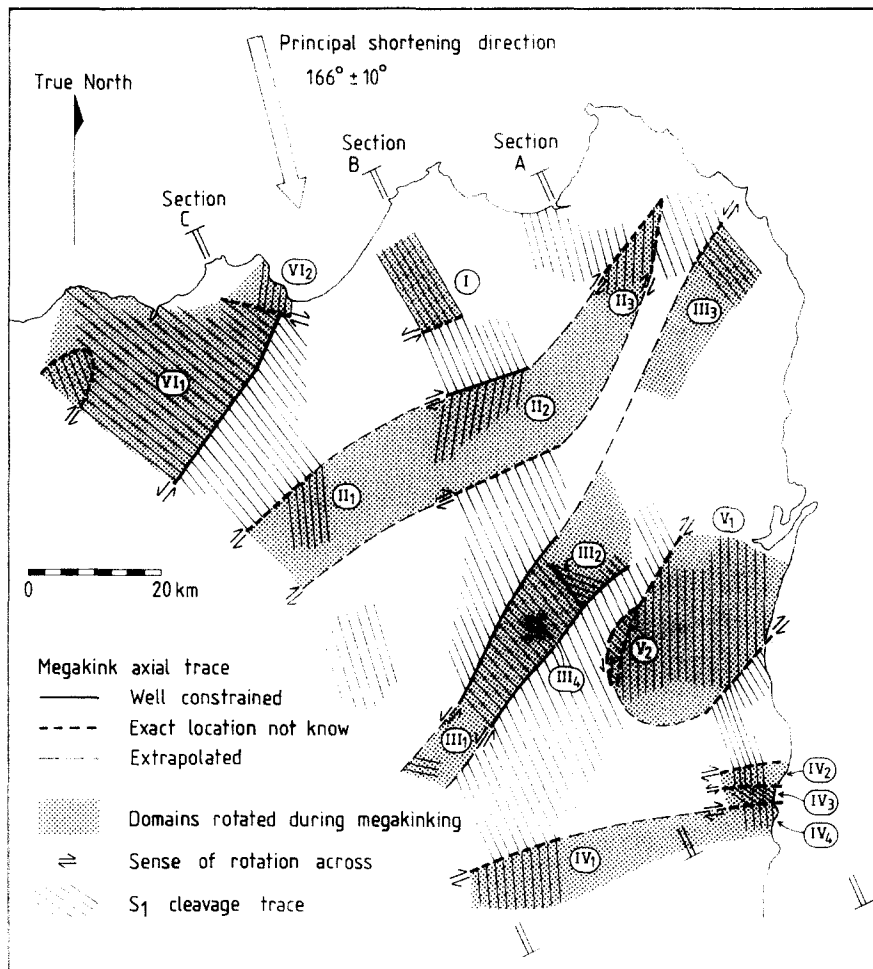 Principal shortening direction
166° ± 10°
True North
Section
B
Section
A
Section
C
VI2
I
II3
III3
VI1
II2
II1
V1
III2
0
20 km
V2
III4
Megakink axial trace
Well constrained
Exact location not know
Extrapolated
III1
IV2
IV3
IV4
Domains rotated during megakinking
Sense of rotation across
IV1
S1 cleavage trace